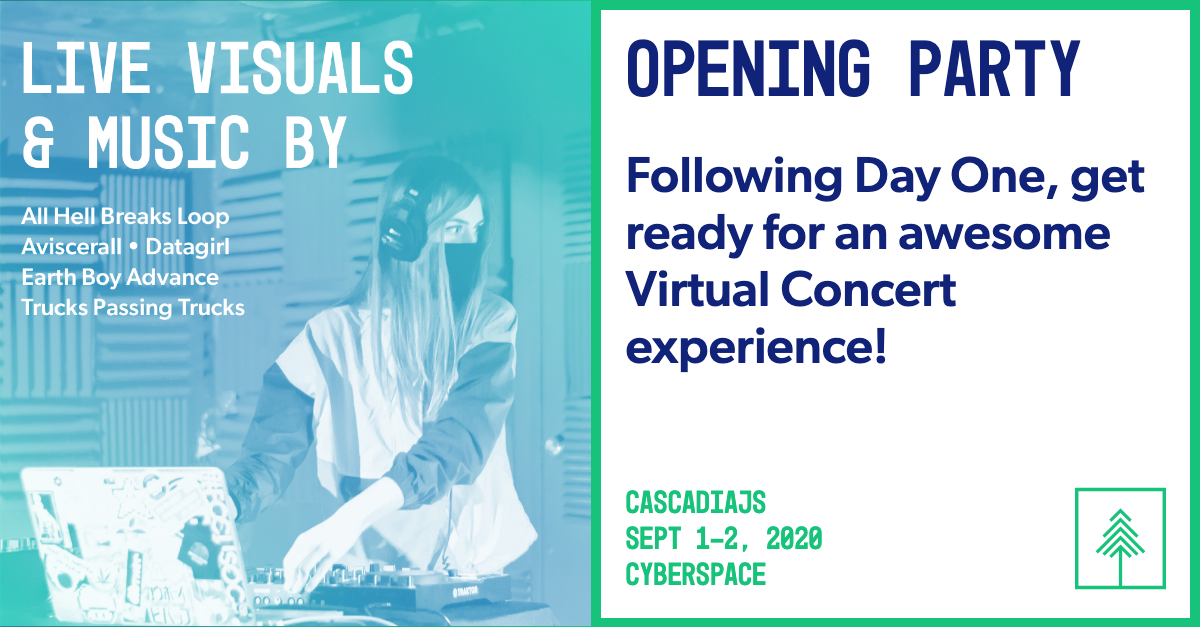 LIVE VISUALS
& MUSIC BY
All Hell Breaks Loop
Aviscerall • Datagirl
Earth Boy Advance
Trucks Passing Trucks
TRAKTOR
OPENING PARTY
Following Day One, get
ready for an awesome
Virtual Concert
experience!
CASCADIAJS
SEPT 1-2, 2020
CYBERSPACE